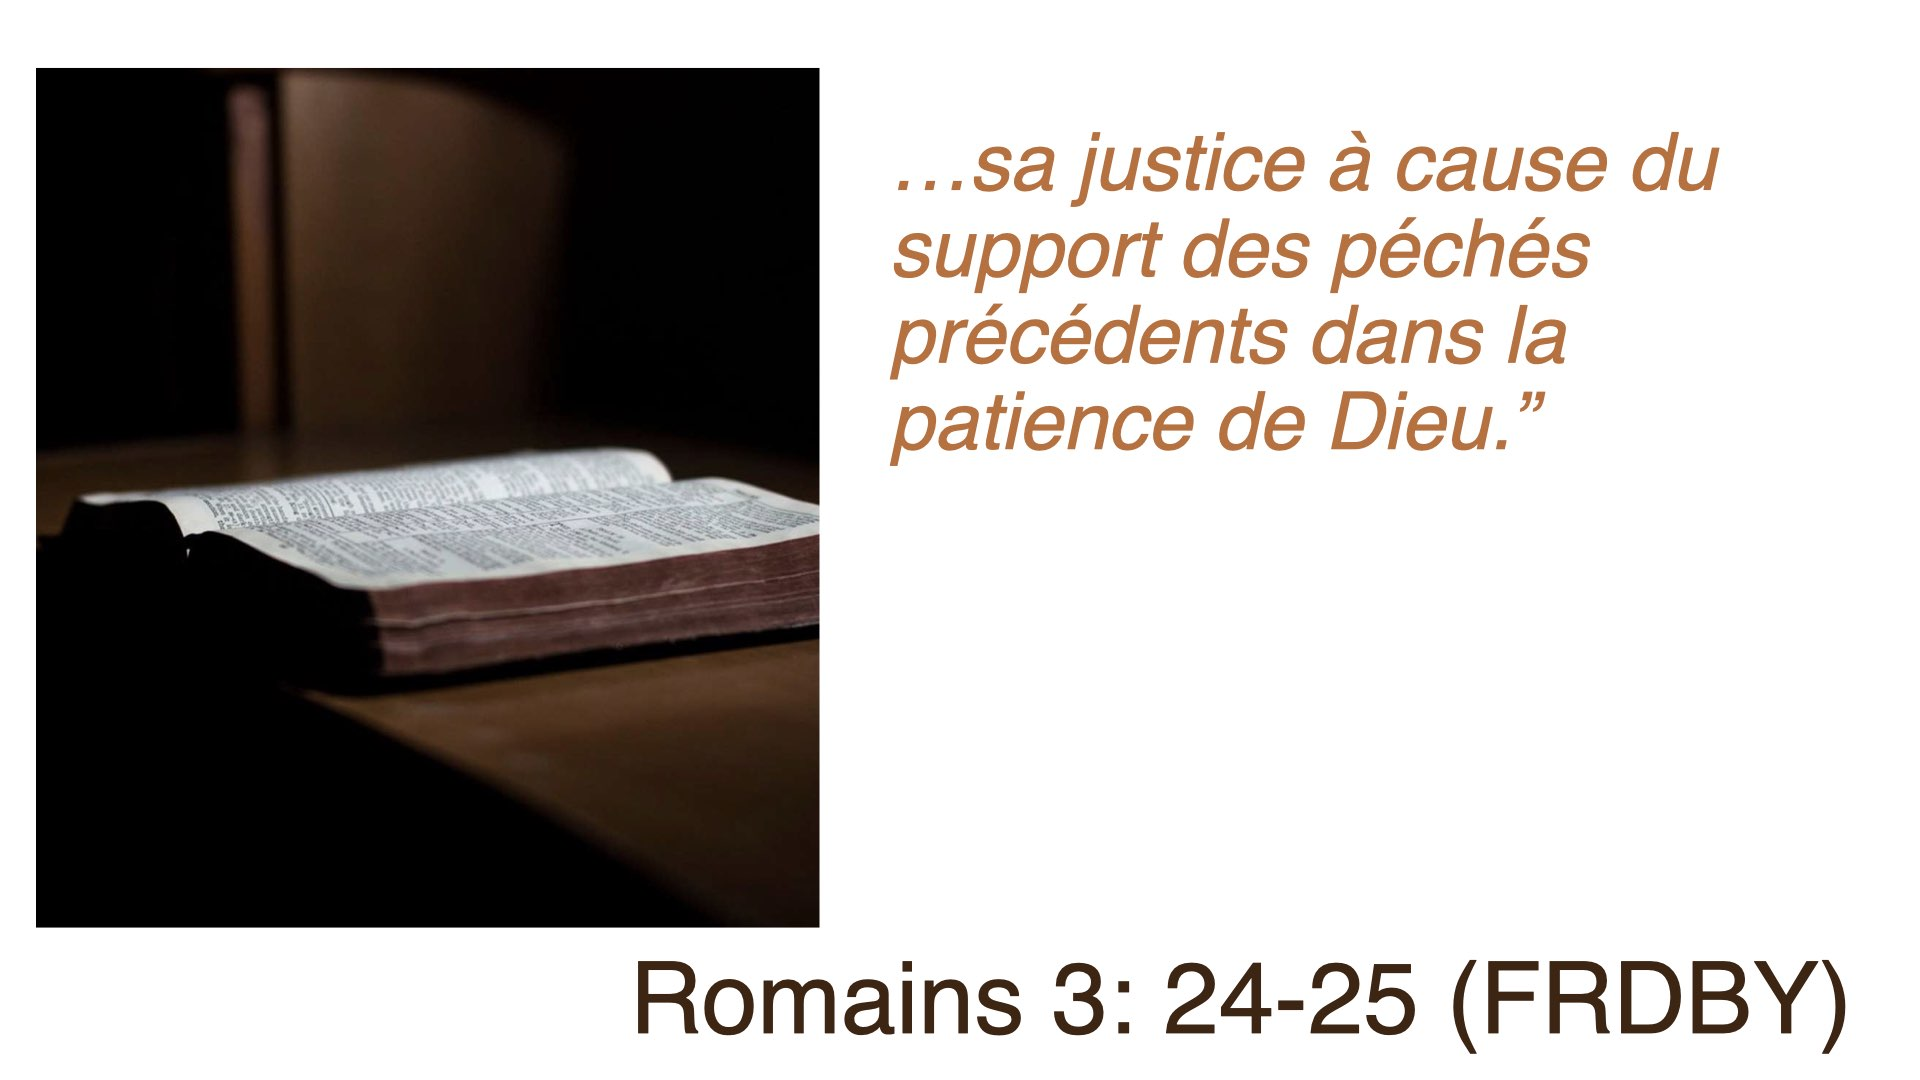 …sa justice à cause du
support des péchés
précédents dans la
patience de Dieu.”
Romains 3: 24-25 (FRDBY)